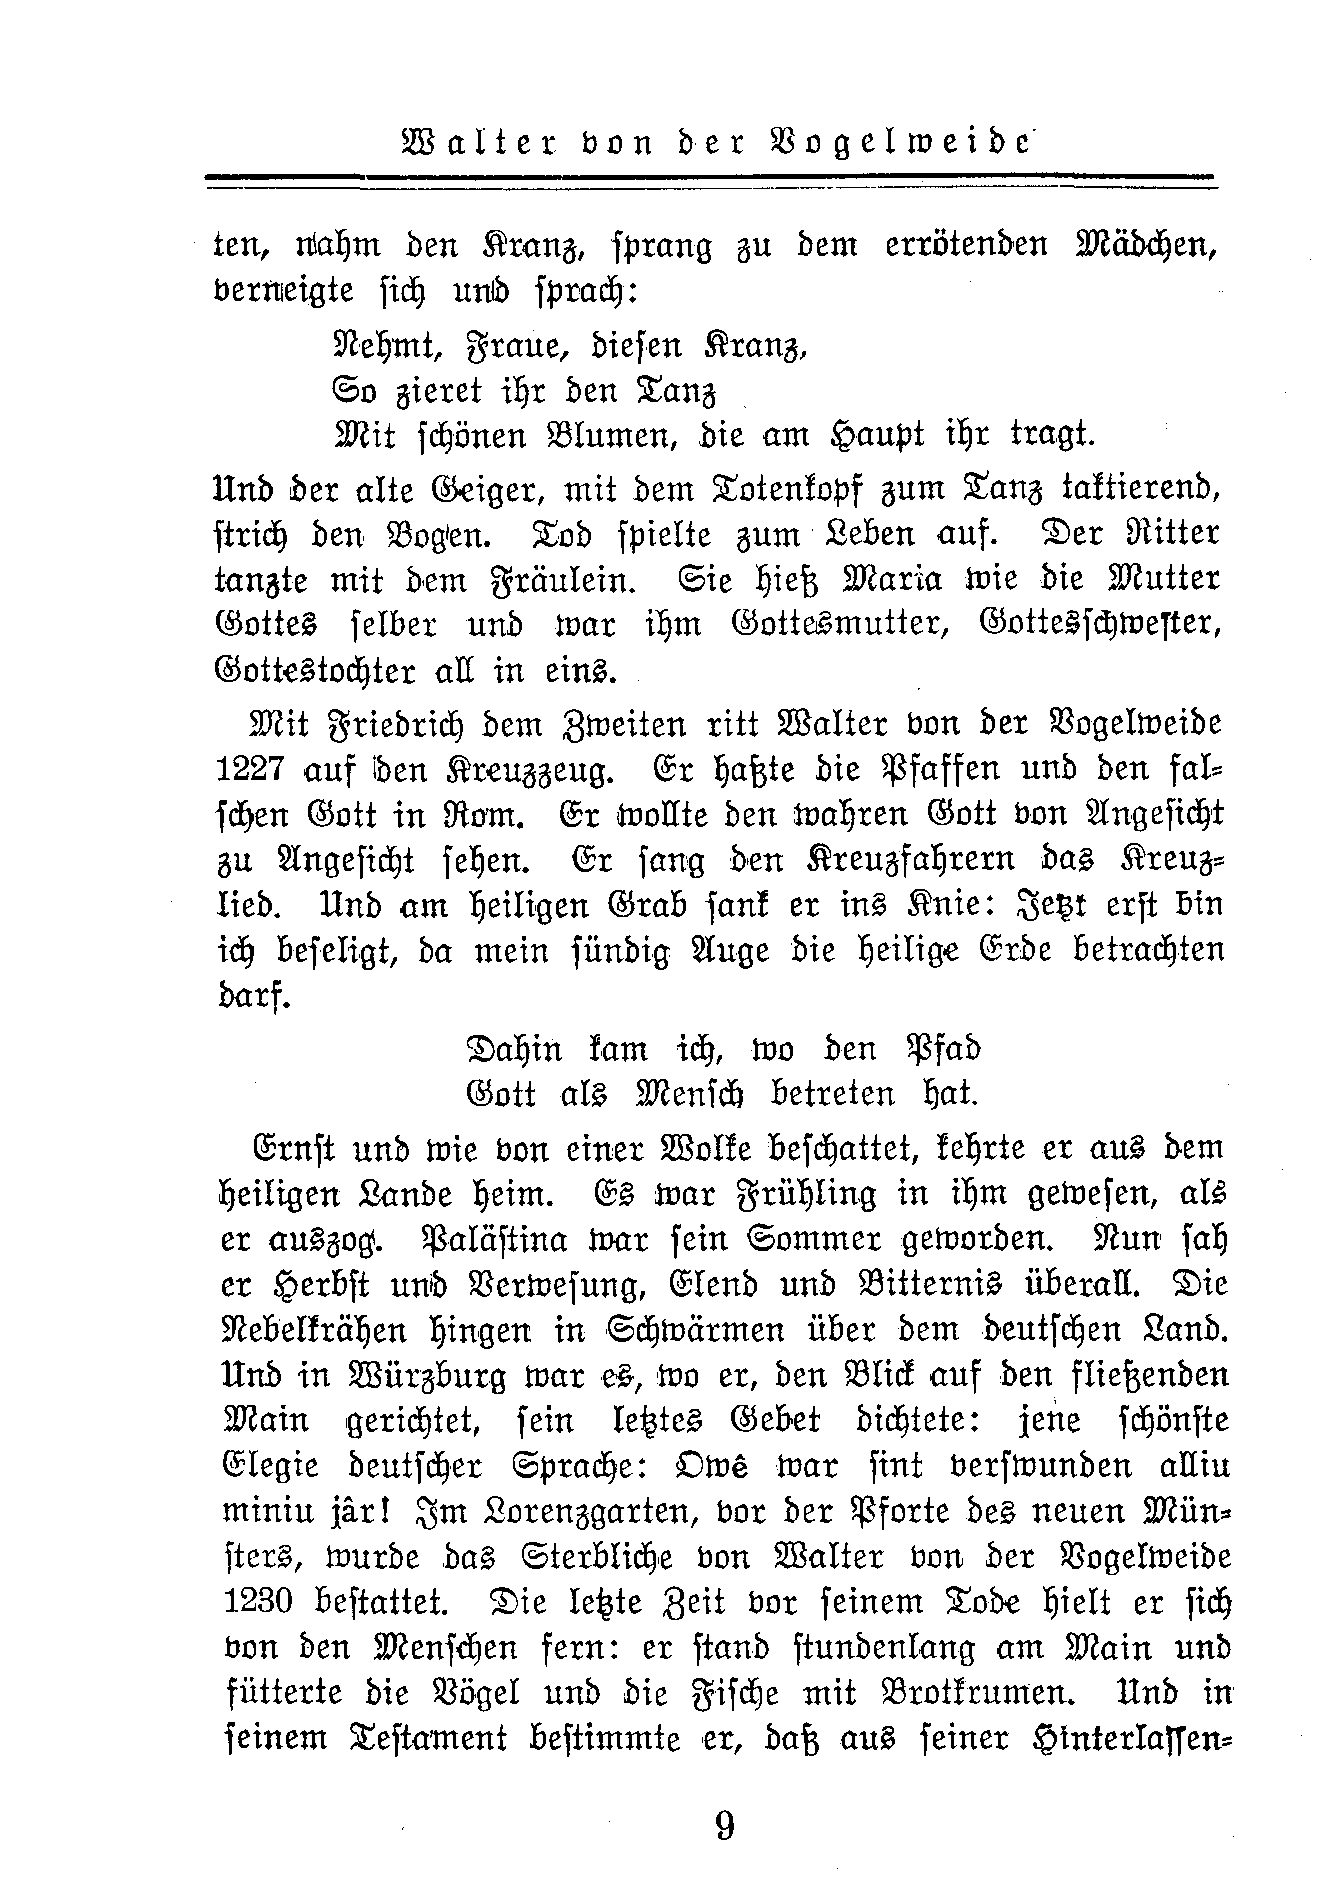 Walter von der Vogelweide
ten, nahm den Kranz, sprang zu dem errötenden Mädchen,
verneigte sich und sprach:
Nehmt, Fraue, diesen Kranz,
So zieret ihr den Tanz
Mit schönen Blumen, die am Haupt ihr tragt.
Und der alte Geiger, mit dem Totenkopf zum Tanz taktierend,
strich den Bogen. Tod spielte zum Leben auf. Der Ritter
tanzte mit dem Fräulein. Sie hieß Maria wie die Mutter
Gottes selber und war ihm Gottesmutter, Gottesschwester,
Gottestochter all in eins.
Mit Friedrich dem Zweiten ritt Walter von der Vogelweide
1227 auf den Kreuzzeug. Er haßte die Pfaffen und den fal-
schen Gott in Rom. Er wollte den wahren Gott von Angesicht
zu Angesicht sehen. Er sang den Kreuzfahrern das Kreuz-
lied. Und am heiligen Grab sank er ins Knie: Jetzt erst bin
ich beseligt, da mein sündig Auge die heilige Erde betrachten
darf.
Dahin kam ich, wo den Pfad
Gott als Mensch betreten hat.
Ernst und wie von einer Wolke beschattet, kehrte er aus dem
heiligen Lande heim. Es war Frühling in ihm gewesen, als
er auszog. Palästina war sein Sommer geworden. Nun sah
er Herbst und Verwesung, Elend und Bitternis überall. Die
Nebelkrähen hingen in Schwärmen über dem deutschen Land.
Und in Würzburg war es, wo er, den Blick auf den fließenden
Main gerichtet, sein letztes Gebet dichtete: jene schönste
Elegie deutscher Sprache: Owê war sint verswunden alliu
miniu jâr! Im Lorenzgarten, vor der Pforte des neuen Mün-
sters, wurde das Sterbliche von Walter von der Vogelweide
1230 bestattet. Die letzte Zeit vor seinem Tode hielt er sich
von den Menschen fern: er stand stundenlang am Main und
fütterte die Vögel und die Fische mit Brotkrumen. Und in
seinem Testament bestimmte er, daß aus seiner Hinterlassen-
9